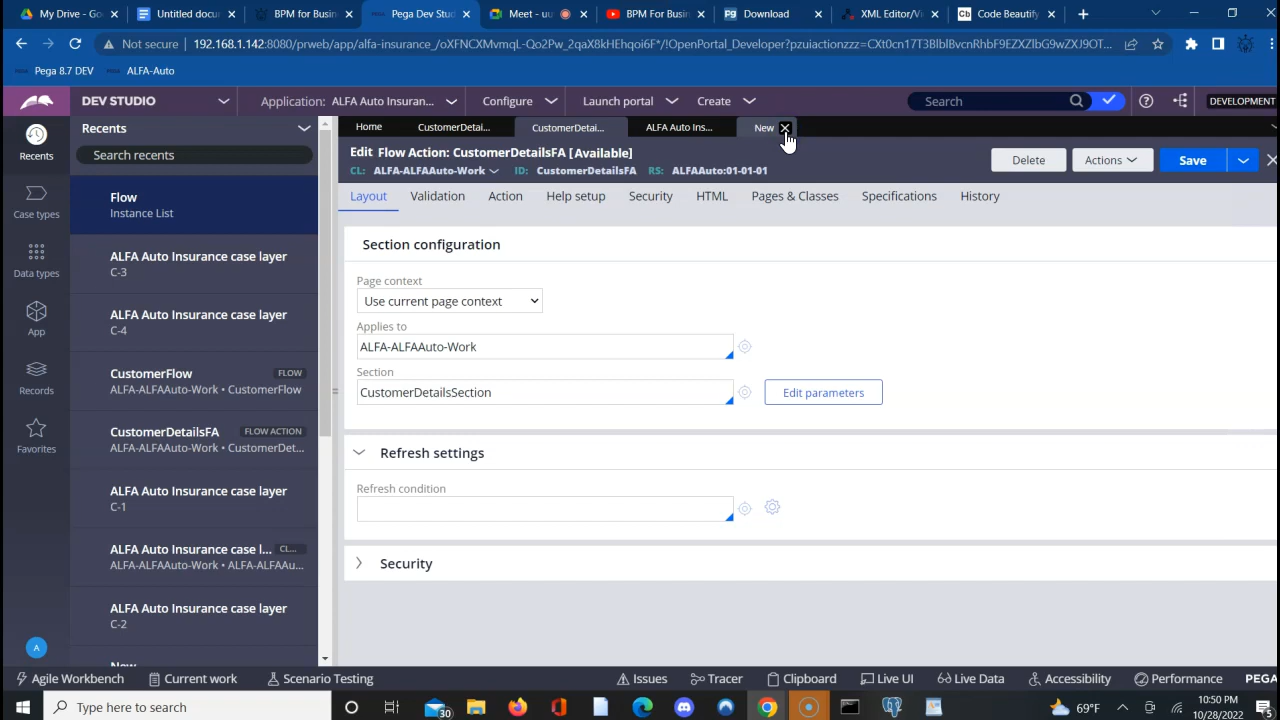 My Drive - Goo
Untitled docum
BPM for Busine
Pega Dev Stud
Meet - uu
BPM For Busin
Download
XML Editor/Vi
Code Beautify
Not secure
192.168.1.142:8080/prweb/app/alfa-insurance_/oXFNCXMvmqL-Qo2Pw_2qaX8kHEhqoi6F*/!OpenPortal_Developer?pzuiactionzzz=CXt0cn17T3BlblBvcnRhbF9EZXZlbG9wZXJ9OT...
Pega 8.7 DEV
ALFA-Auto
DEV STUDIO
Application: ALFA Auto Insuran...
Configure
Launch portal
Create
Search
DEVELOPMENT
Recents
Recents
Search recents
Flow
Instance List
ALFA Auto Insurance case layer
C-3
ALFA Auto Insurance case layer
C-4
CustomerFlow
FLOW
ALFA-ALFAAuto-Work • CustomerFlow
CustomerDetailsFA
FLOW ACTION
ALFA-ALFAAuto-Work • CustomerDet...
ALFA Auto Insurance case layer
C-1
ALFA Auto Insurance case l...
CL...
ALFA-ALFAAuto-Work • ALFA-ALFAAu...
ALFA Auto Insurance case layer
C-2
New
Case types
Data types
App
Records
Favorites
A
Home
CustomerDetai...
CustomerDetai...
ALFA Auto Ins...
New
Edit Flow Action: CustomerDetailsFA [Available]
CL: ALFA-ALFAAuto-Work
ID: CustomerDetailsFA
RS: ALFAAuto:01-01-01
Delete
Actions
Save
Layout
Validation
Action
Help setup
Security
HTML
Pages & Classes
Specifications
History
Section configuration
Page context
Use current page context
Applies to
ALFA-ALFAAuto-Work
Section
CustomerDetailsSection
Edit parameters
Refresh settings
Refresh condition
Security
Agile Workbench
Current work
Scenario Testing
Issues
Tracer
Clipboard
Live UI
Live Data
Accessibility
Performance
PEGA
Type here to search
30
69°F
10:50 PM
10/28/2022